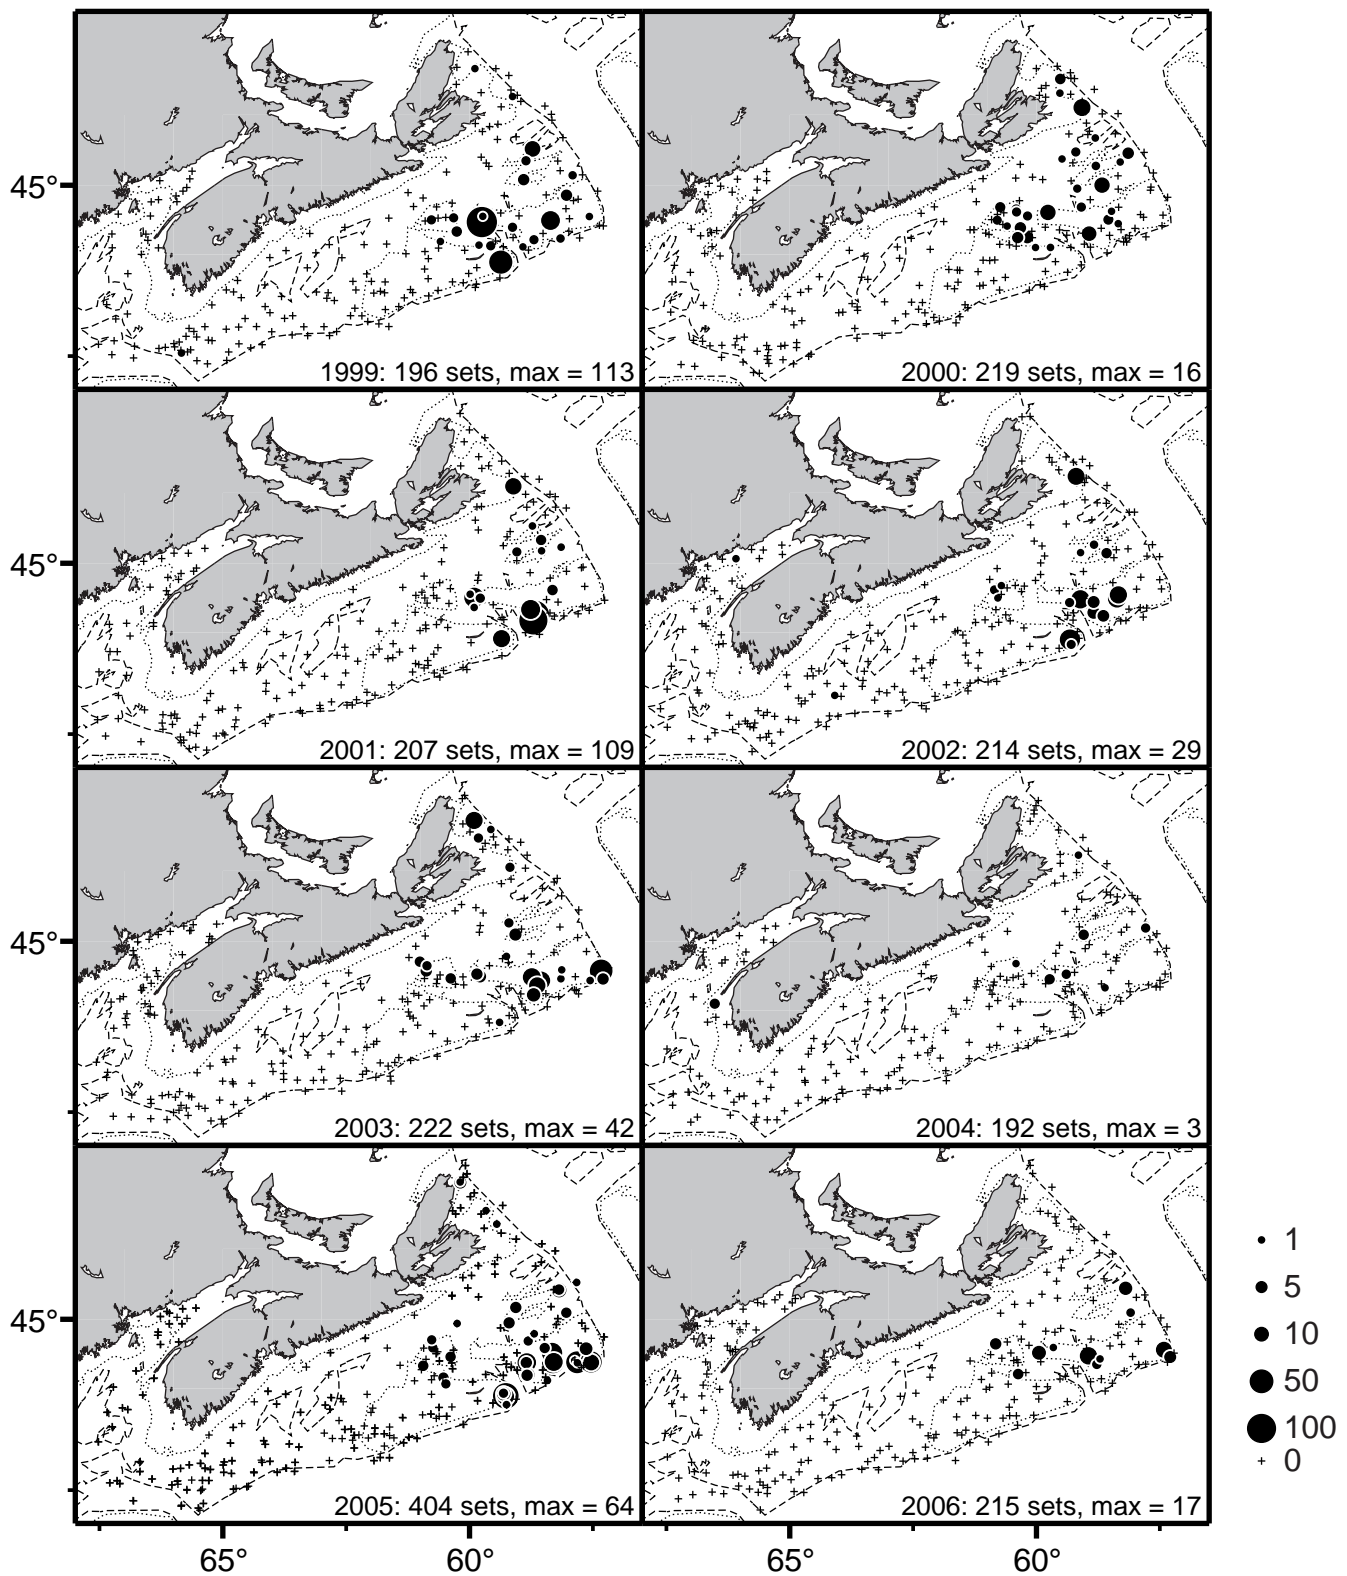 45°
1999: 196 sets, max = 113
2000: 219 sets, max = 16
45°
2001: 207 sets, max = 109
2002: 214 sets, max = 29
45°
2003: 222 sets, max = 42
2004: 192 sets, max = 3
45°
2005: 404 sets, max = 64
2006: 215 sets, max = 17
1
5
10
50
100
0
65° 60° 65° 60°